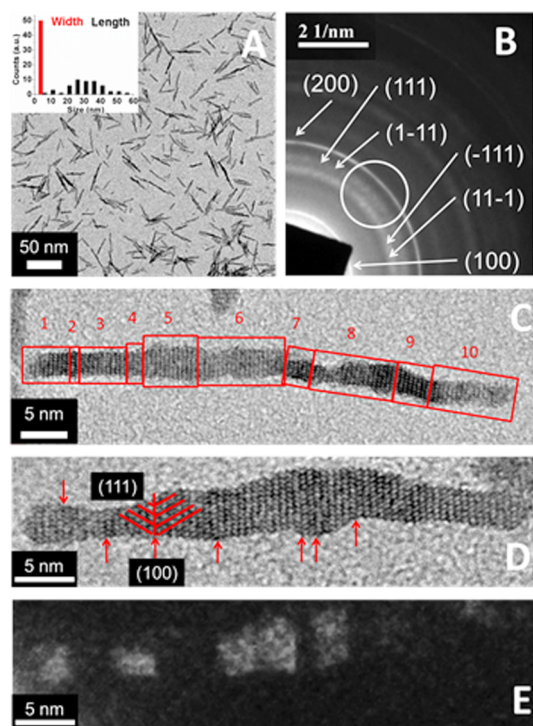 Width Length
A
Counts (a.u.)
50
40
30
20
10
0
0 10 20 30 40 50 60
Size (nm)
50 nm
2 1/nm
B
(200)
(111)
(1-11)
(-111)
(11-1)
(100)
C
1 2 3 4 5 6 7 8 9 10
5 nm
(111)
(100)
D
5 nm
E
5 nm